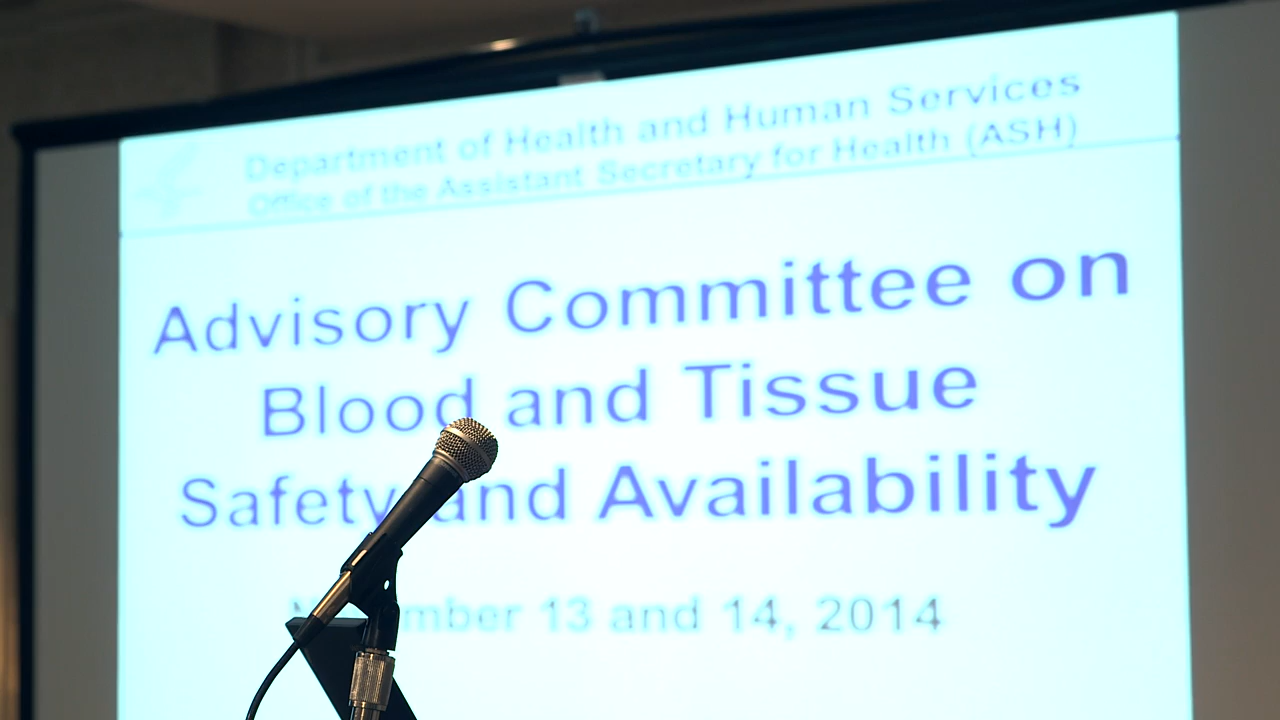 Department of Health and Human Services
Office of the Assistant Secretary for Health (ASH)
Advisory Committee on
Blood and Tissue
Safety and Availability
13 and 14, 2014